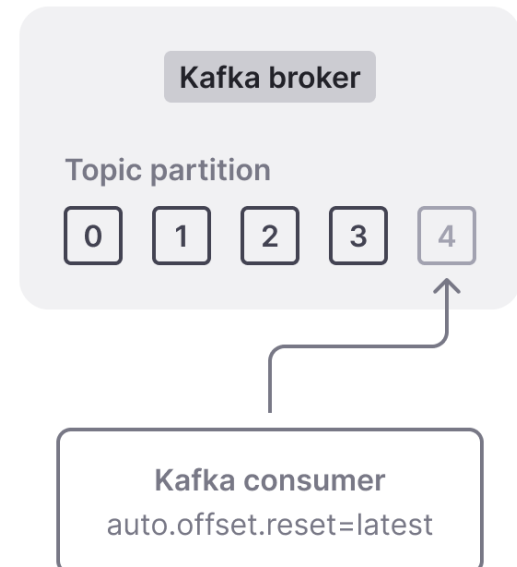 Kafka broker
Topic partition
0 1 2 3 4
Kafka consumer
auto.offset.reset=latest